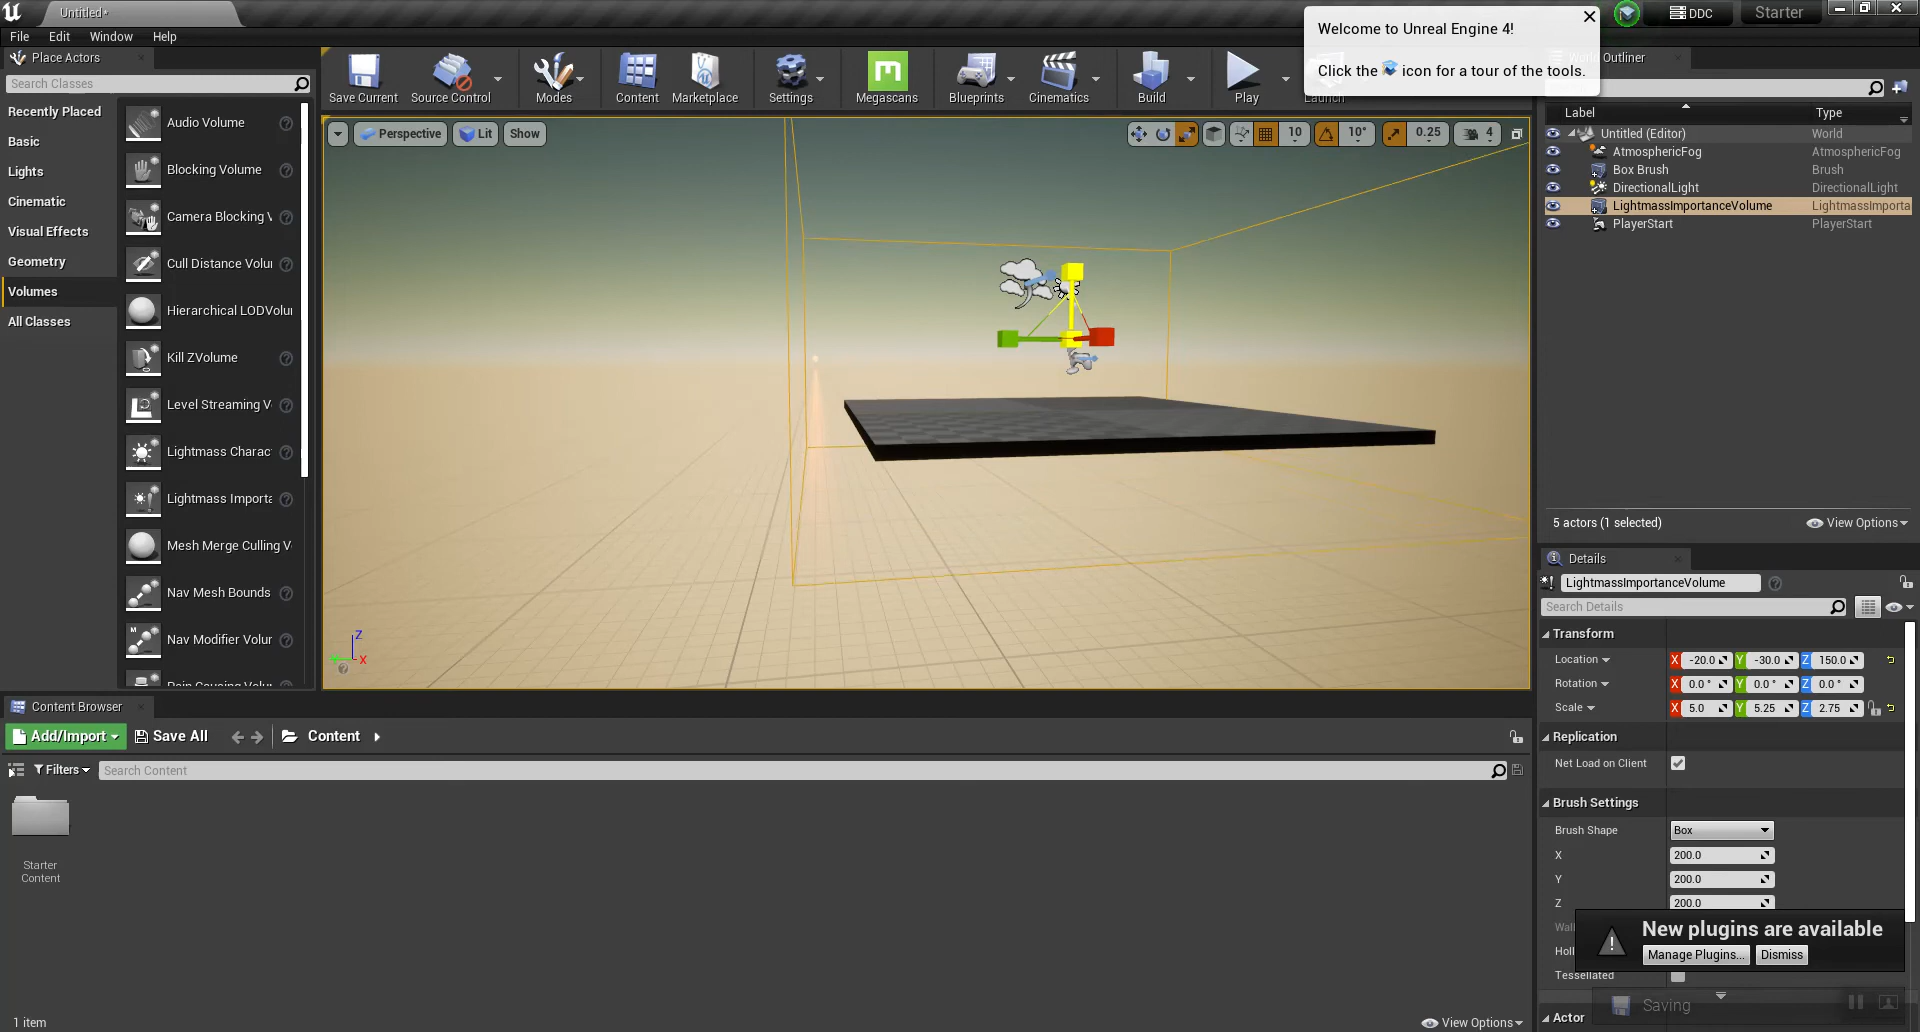 Untitled*
DDC
Starter
File Edit Window Help
Welcome to Unreal Engine 4!
Click the icon for a tour of the tools.
Place Actors
Search Classes
Recently Placed
Basic
Lights
Cinematic
Visual Effects
Geometry
Volumes
All Classes
Audio Volume
Blocking Volume
Camera Blocking V
Cull Distance Volu
Hierarchical LODVolu
Kill ZVolume
Level Streaming V
Lightmass Charac
Lightmass Importa
Mesh Merge Culling V
Nav Mesh Bounds
Nav Modifier Volu
Pain Causing Volu
Save Current
Source Control
Modes
Content
Marketplace
Settings
Megascans
Blueprints
Cinematics
Build
Play
Launch
Perspective
Lit
Show
10
10°
0.25
4
Z
X
World Outliner
Label Type
Untitled (Editor) World
AtmosphericFog AtmosphericFog
Box Brush Brush
DirectionalLight DirectionalLight
LightmassImportanceVolume LightmassImporta
PlayerStart PlayerStart
5 actors (1 selected)
View Options
Details
LightmassImportanceVolume
Search Details
Transform
Location X -20.0 Y -30.0 Z 150.0
Rotation X 0.0 ° Y 0.0 ° Z 0.0 °
Scale X 5.0 Y 5.25 Z 2.75
Replication
Net Load on Client
Brush Settings
Brush Shape Box
X 200.0
Y 200.0
Z 200.0
Wall
Holl
Tessellated
Actor
New plugins are available
Manage Plugins... Dismiss
Saving
Content Browser
Add/Import
Save All
Content
Filters
Search Content
Starter
Content
1 item
View Options